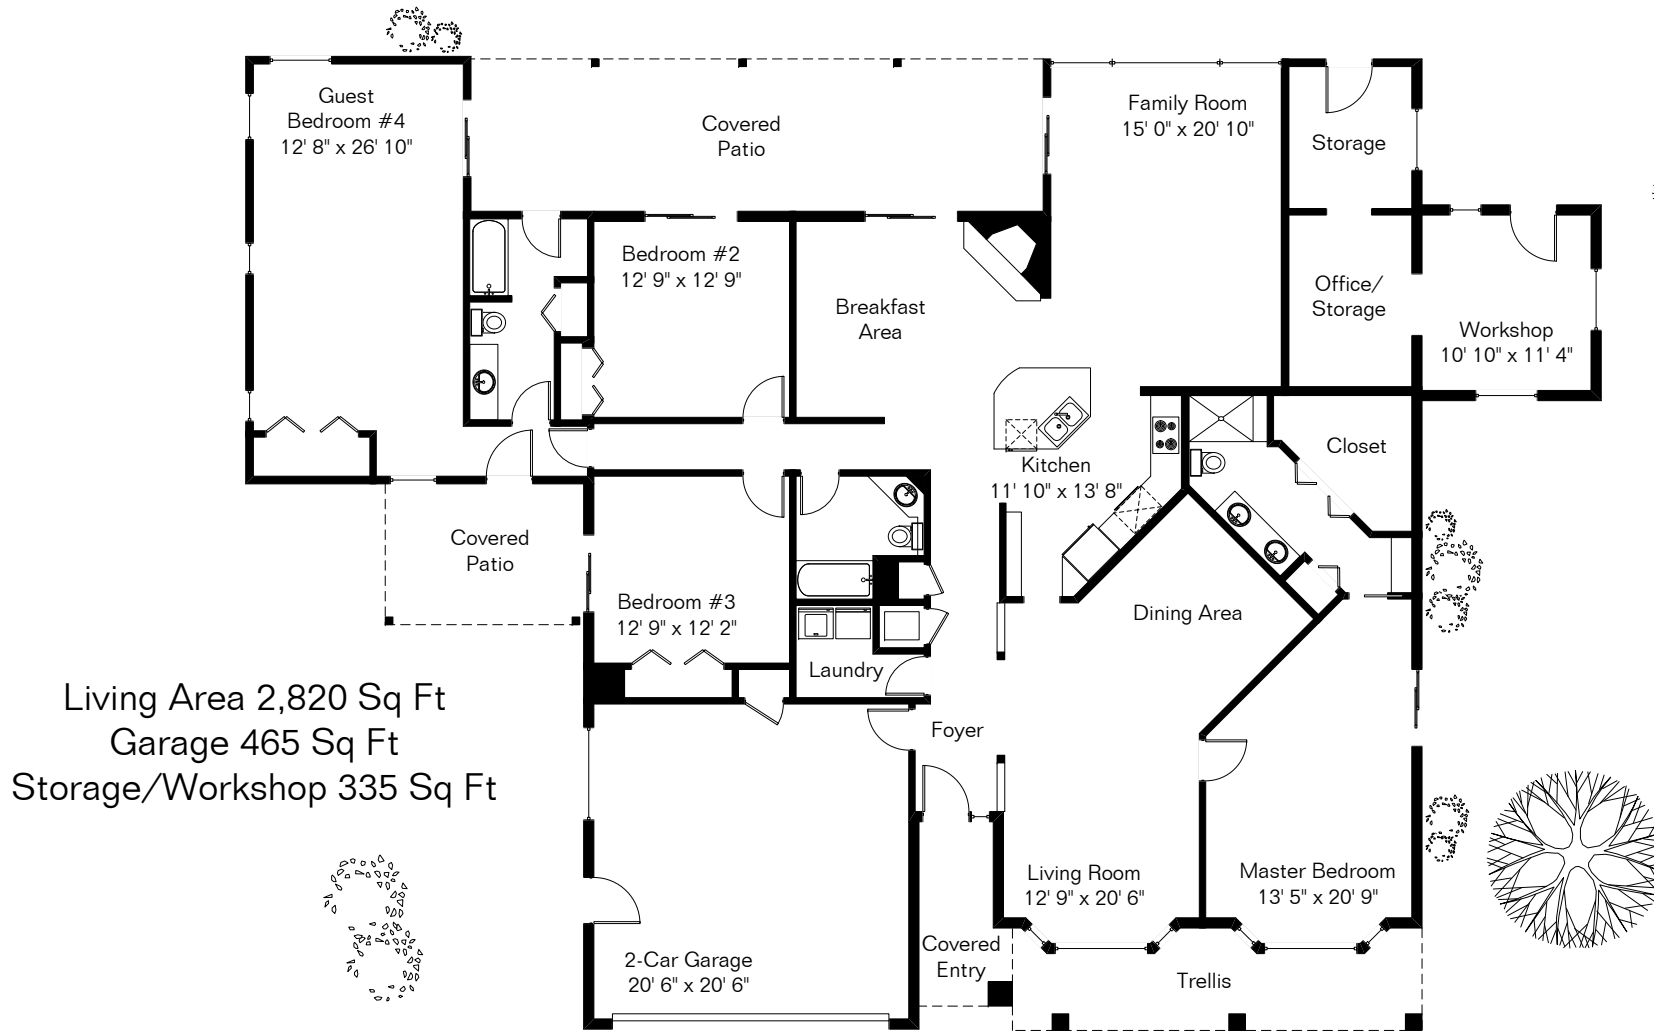 Guest
Bedroom #4
12' 8" x 26' 10"
Covered
Patio
Family Room
15' 0" x 20' 10"
Storage
Bedroom #2
12' 9" x 12' 9"
Breakfast
Area
Office/
Storage
Workshop
10' 10" x 11' 4"
Kitchen
11' 10" x 13' 8"
Closet
Covered
Patio
Bedroom #3
12' 9" x 12' 2"
Dining Area
Laundry
Living Area 2,820 Sq Ft
Garage 465 Sq Ft
Storage/Workshop 335 Sq Ft
Foyer
Living Room
12' 9" x 20' 6"
Master Bedroom
13' 5" x 20' 9"
2-Car Garage
20' 6" x 20' 6"
Covered
Entry
Trellis